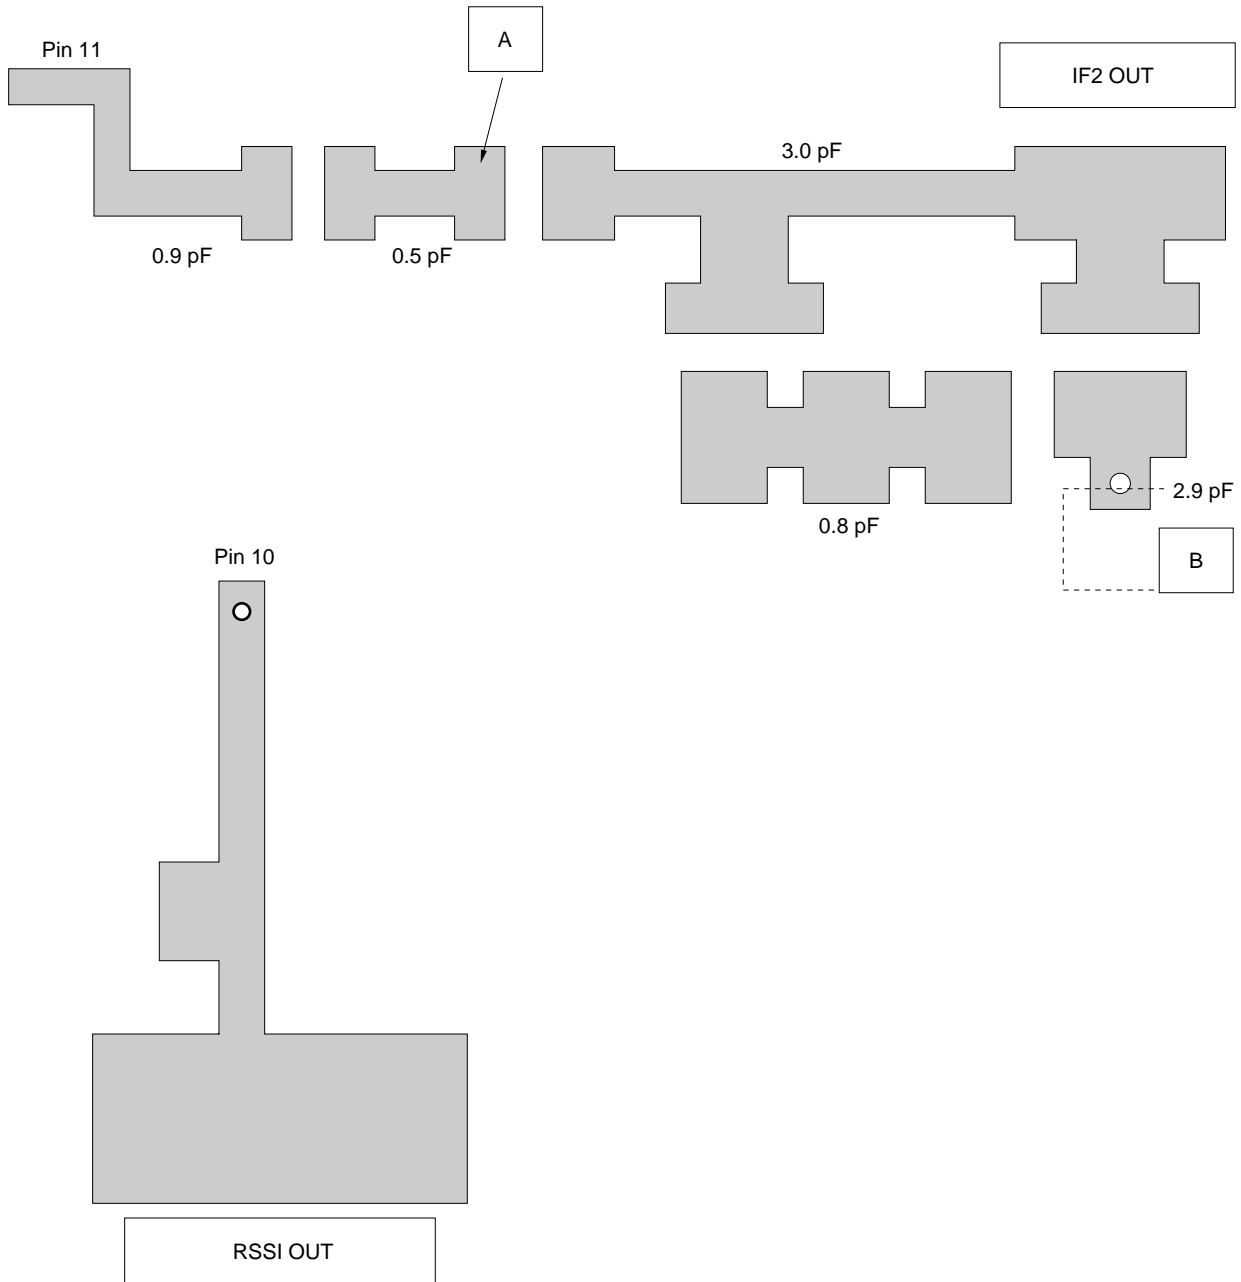 Pin 11
A
IF2 OUT
3.0 pF
0.9 pF
0.5 pF
2.9 pF
0.8 pF
B
Pin 10
RSSI OUT